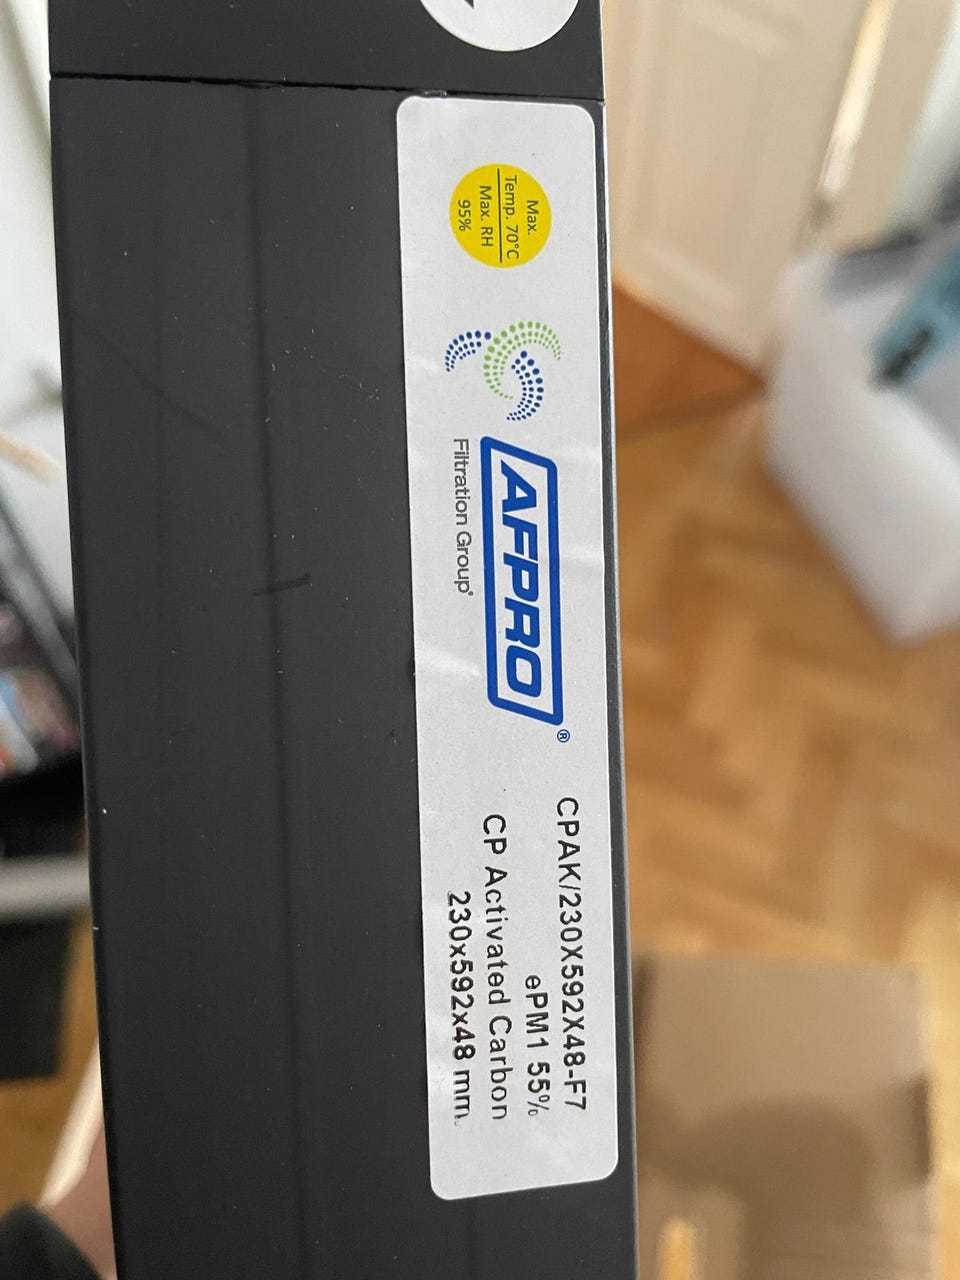 Max.
Temp. 70°C
Max. RH
95%
AFPRO®
Filtration Group®
CPAK/230X592X48-F7
ePM1 55%
CP Activated Carbon
230x592x48 mm.